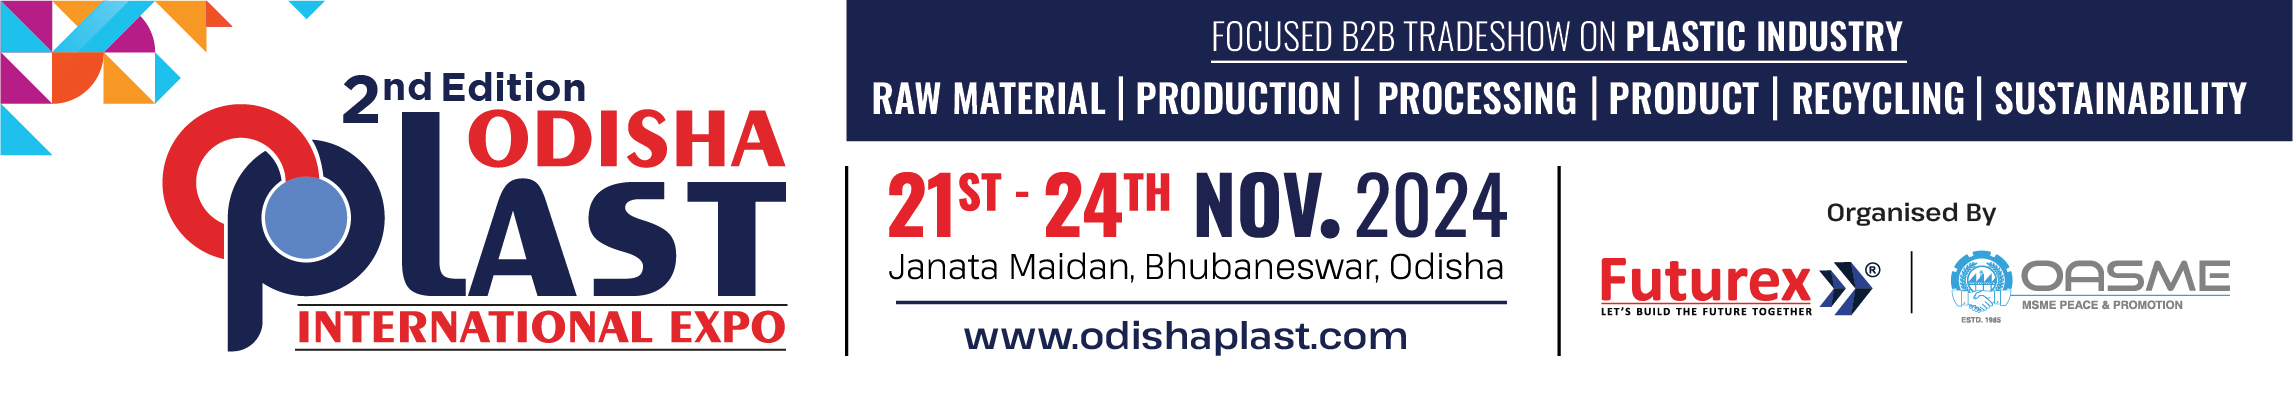 2nd Edition
ODISHA
PLAST
INTERNATIONAL EXPO
FOCUSED B2B TRADESHOW ON PLASTIC INDUSTRY
RAW MATERIAL | PRODUCTION | PROCESSING | PRODUCT | RECYCLING | SUSTAINABILITY
21ST - 24TH NOV. 2024
Janata Maidan, Bhubaneswar, Odisha
www.odishaplast.com
Organised By
Futurex ®
LET'S BUILD THE FUTURE TOGETHER
OASME
MSME PEACE & PROMOTION
ESTD. 1985